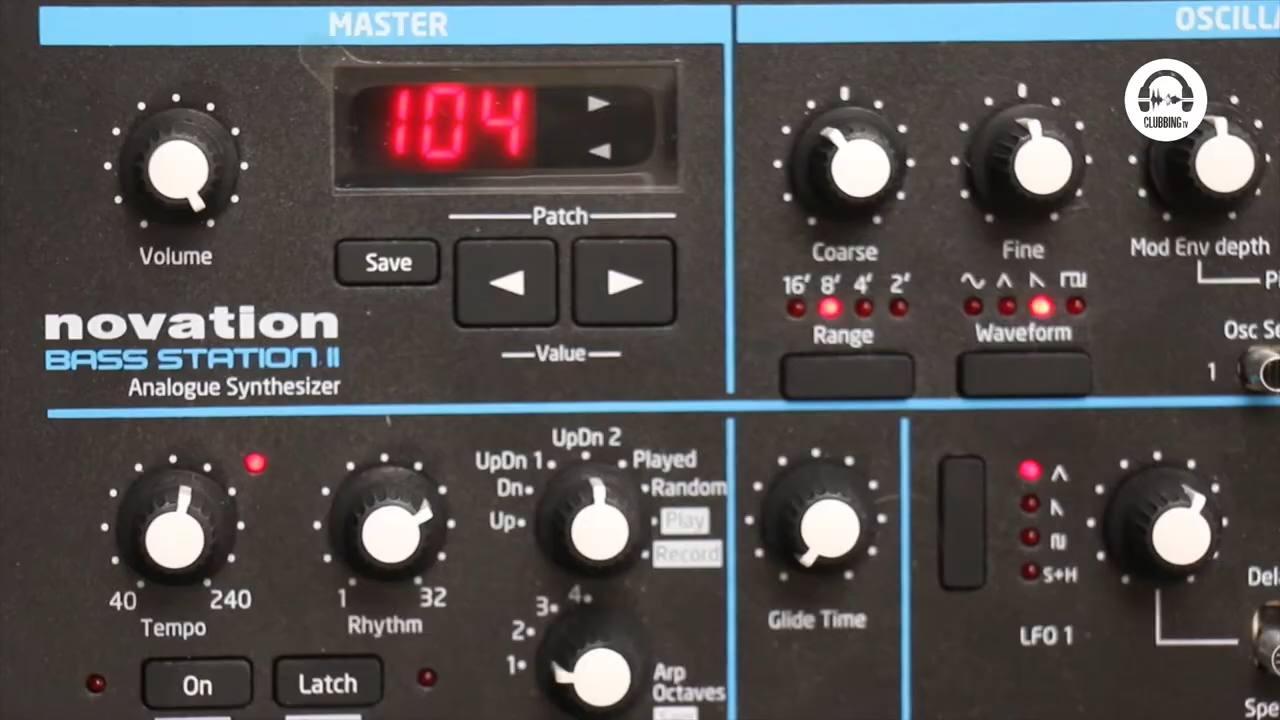 MASTER
OSCILLA
CLUBBING TV
104
Volume
Patch
Save
Value
novation
BASS STATION II
Analogue Synthesizer
Coarse
Fine
Mod Env depth
16' 8' 4' 2'
Range
Waveform
Osc Se
1
UpDn 2
UpDn 1
Played
Dn
Random
Up
Play
Record
40
240
Tempo
1
32
Rhythm
4
3
2
1
Arp
Octaves
On
Latch
Glide Time
S+H
LFO 1
Dela
Spee